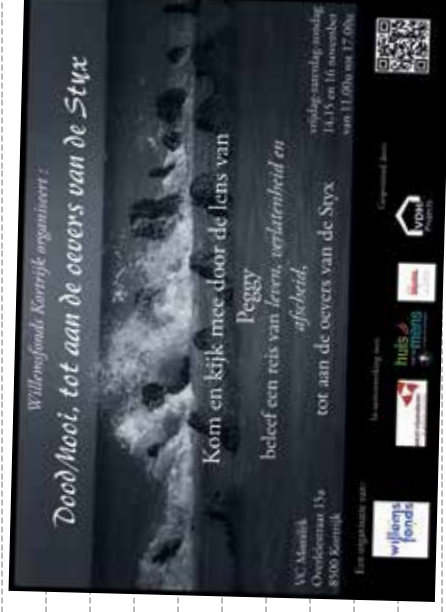 Willemsfonds Kortrijk organiseert :
Dood/Mooi, tot aan de oevers van de Styx
Kom en kijk mee door de lens van
Peggy
beleef een reis van leven, verlatenheid en
afscheid,
tot aan de oevers van de Styx
VC Mozaïek
Overleiestraat 15a
8500 Kortrijk
vrijdag-zaterdag-zondag
14,15 en 16 november
van 11.00u tot 17.00u
Een organisatie van:
In samenwerking met:
Gesponsord door:
willems
fonds
huis
mens
VDH
Projects